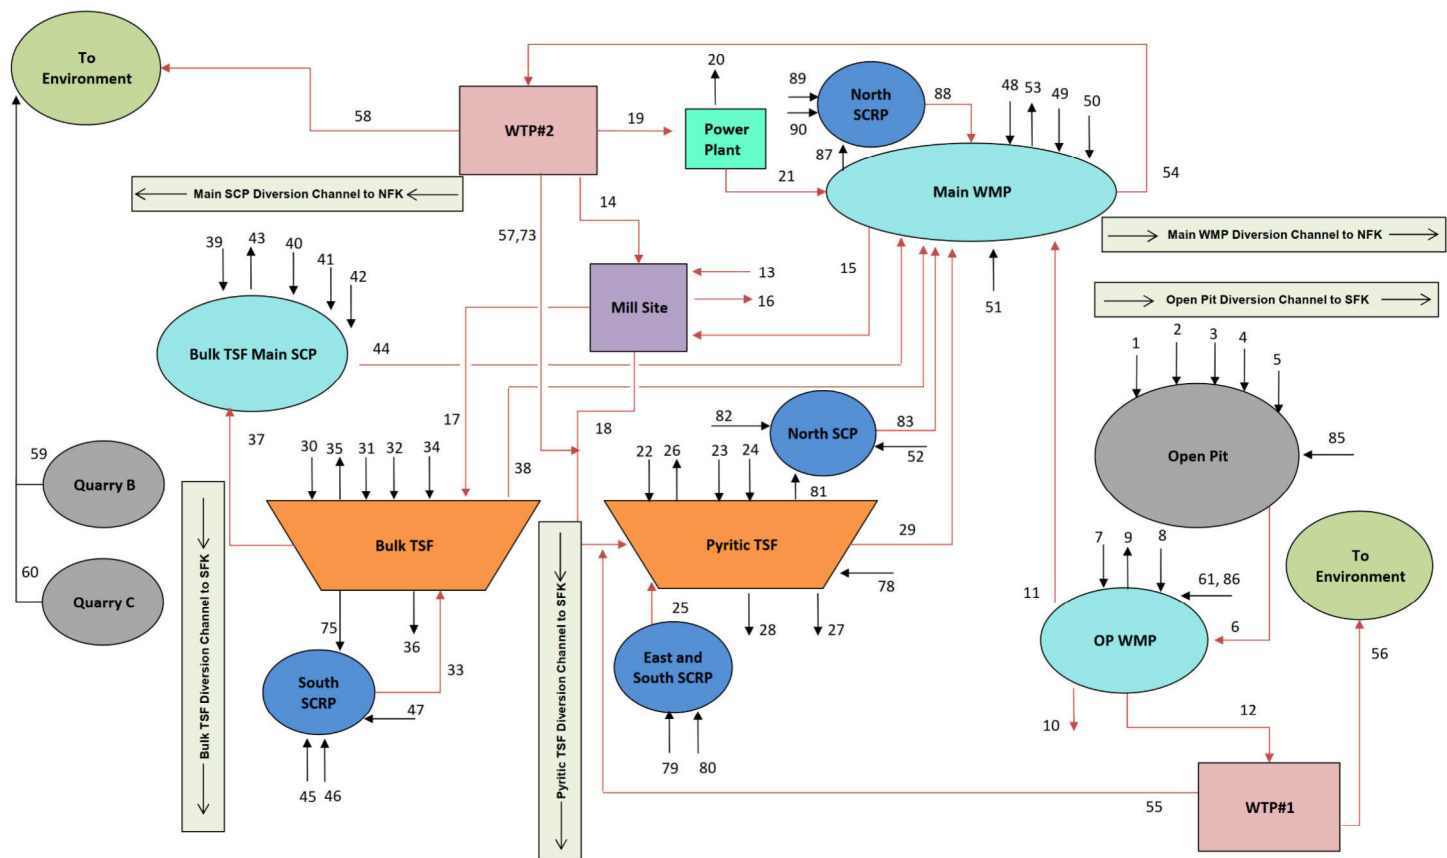 To
Environment
58
WTP#2
19
20
Power
Plant
21
89
90
North
SCRP
88
87
48
53
49
50
Main WMP
54
Main SCP Diversion Channel to NFK
57,73
14
Main WMP Diversion Channel to NFK
39
43
40
41
42
13
16
15
51
Mill Site
Open Pit Diversion Channel to SFK
Bulk TSF Main SCP
44
1
2
3
4
5
37
17
18
38
82
North SCP
83
52
59
Quarry B
30
35
31
32
34
22
26
23
24
81
Open Pit
85
Bulk TSF
Pyritic TSF
29
78
7
9
8
61, 86
To
Environment
60
Quarry C
75
36
33
25
28
27
11
OP WMP
6
56
South
SCRP
47
45
46
East and
South SCRP
79
80
10
12
55
WTP#1
Bulk TSF Diversion Channel to SFK
Pyritic TSF Diversion Channel to SFK